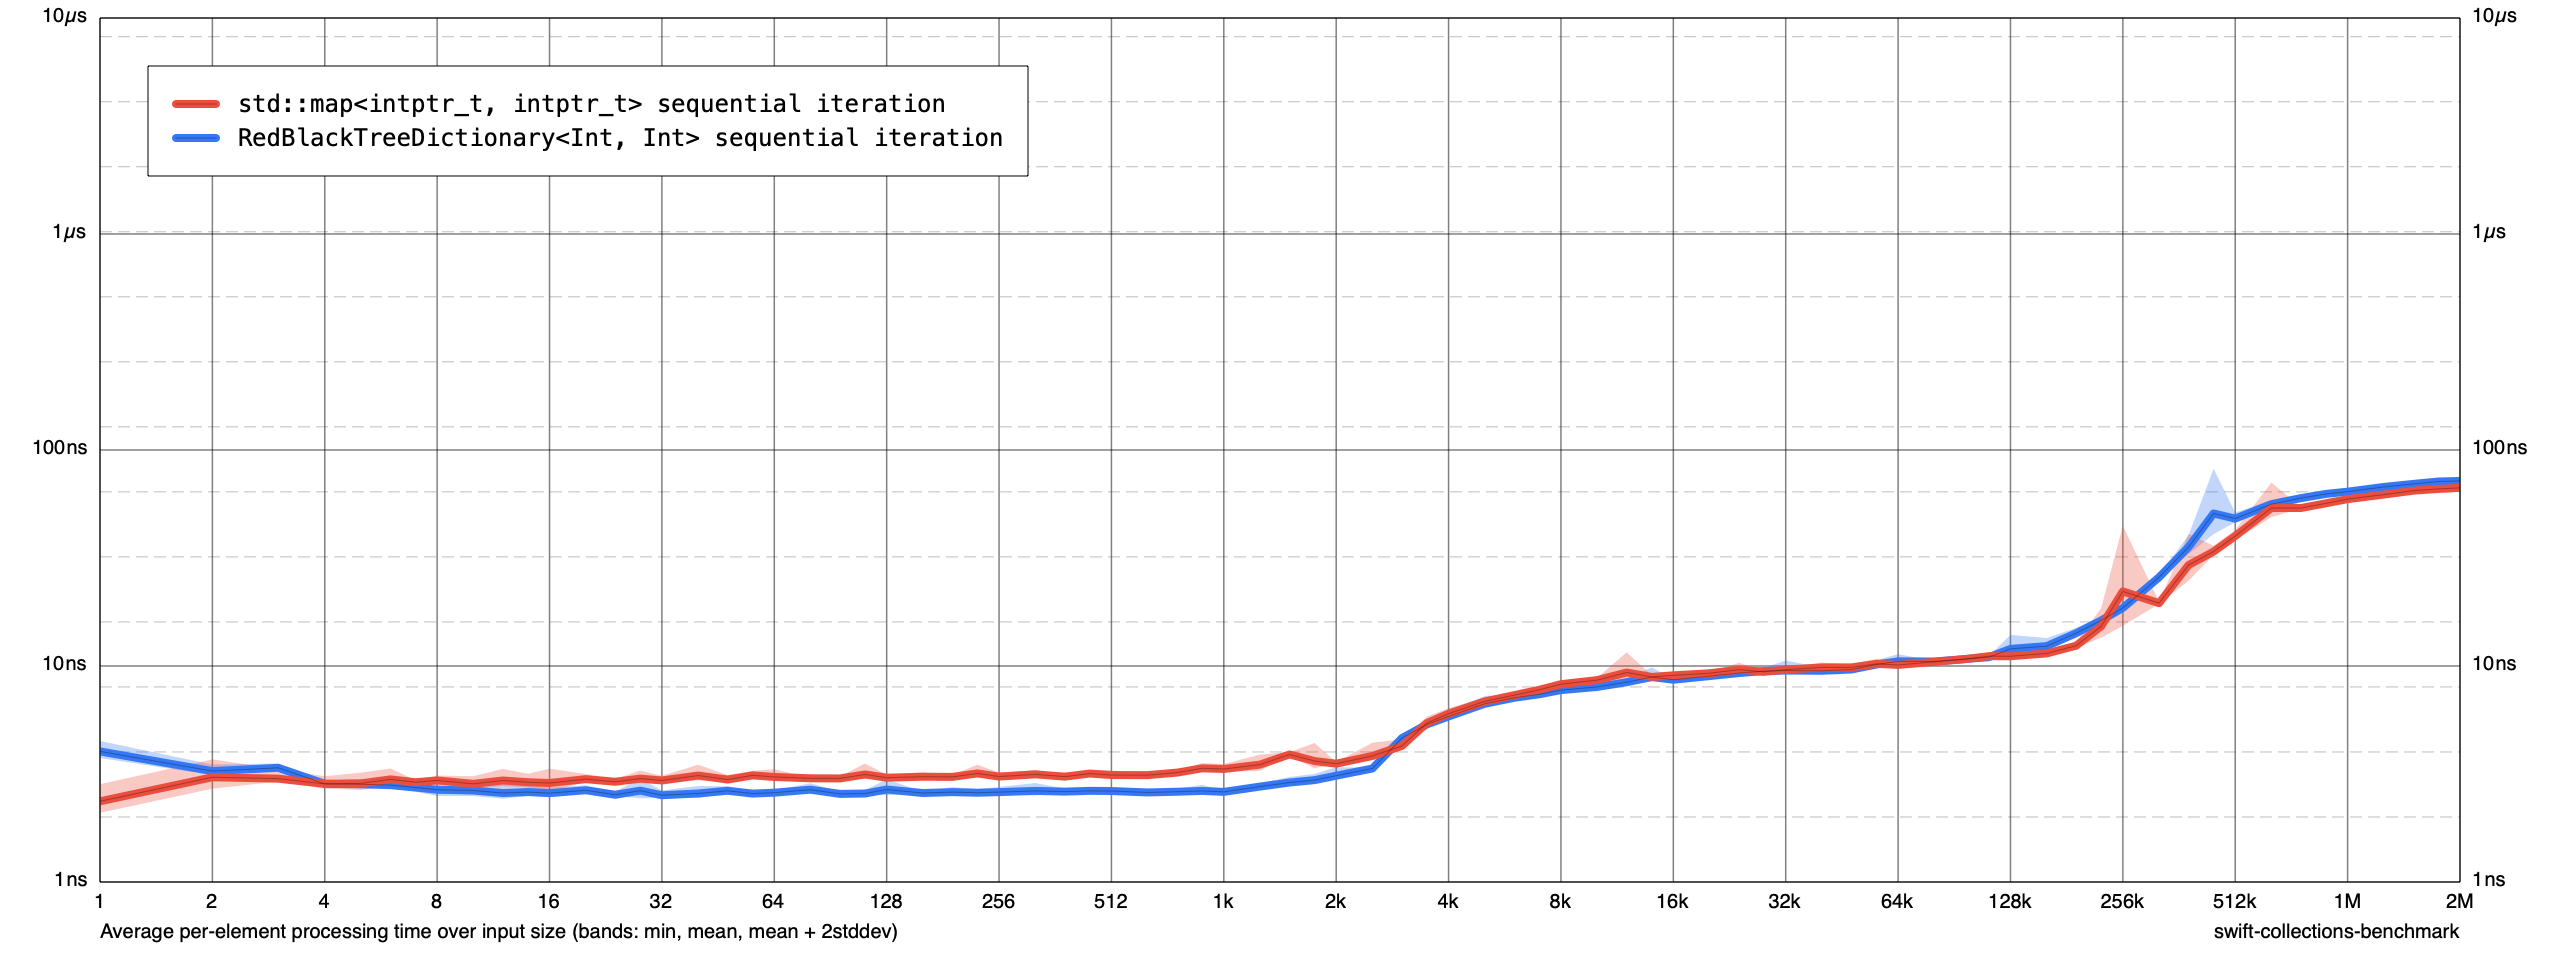 10µs 10µs
std::map<intptr_t, intptr_t> sequential iteration
RedBlackTreeDictionary<Int, Int> sequential iteration
1µs 1µs
100ns 100ns
10ns 10ns
1ns 1ns
1 2 4 8 16 32 64 128 256 512 1k 2k 4k 8k 16k 32k 64k 128k 256k 512k 1M 2M
Average per-element processing time over input size (bands: min, mean, mean + 2stddev) swift-collections-benchmark